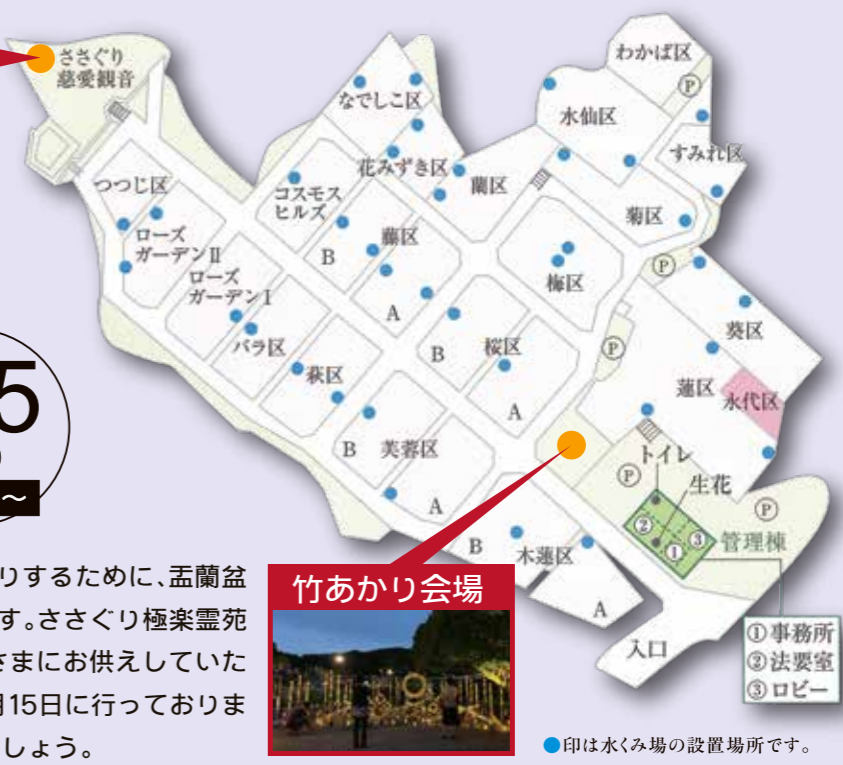 ささぐり
慈愛観音
わかば区
Ⓟ
なでしこ区
水仙区
すみれ区
花みずき区
蘭区
つつじ区
コスモス
ヒルズ
菊区
ローズ
ガーデンⅡ
藤区
B
Ⓟ
梅区
ローズ
ガーデンⅠ
A
葵区
バラ区
B
桜区
Ⓟ
萩区
蓮区
永代区
A
B
芙蓉区
トイレ
Ⓟ
生花
Ⓟ
A
②
③
管理棟
①
B
木蓮区
A
入口
①事務所
②法要室
③ロビー
5
～
りするために、盂蘭盆
す。ささぐり極楽霊苑
さまにお供えしていた
月15日に行っておりま
しょう。
竹あかり会場
●印は水くみ場の設置場所です。